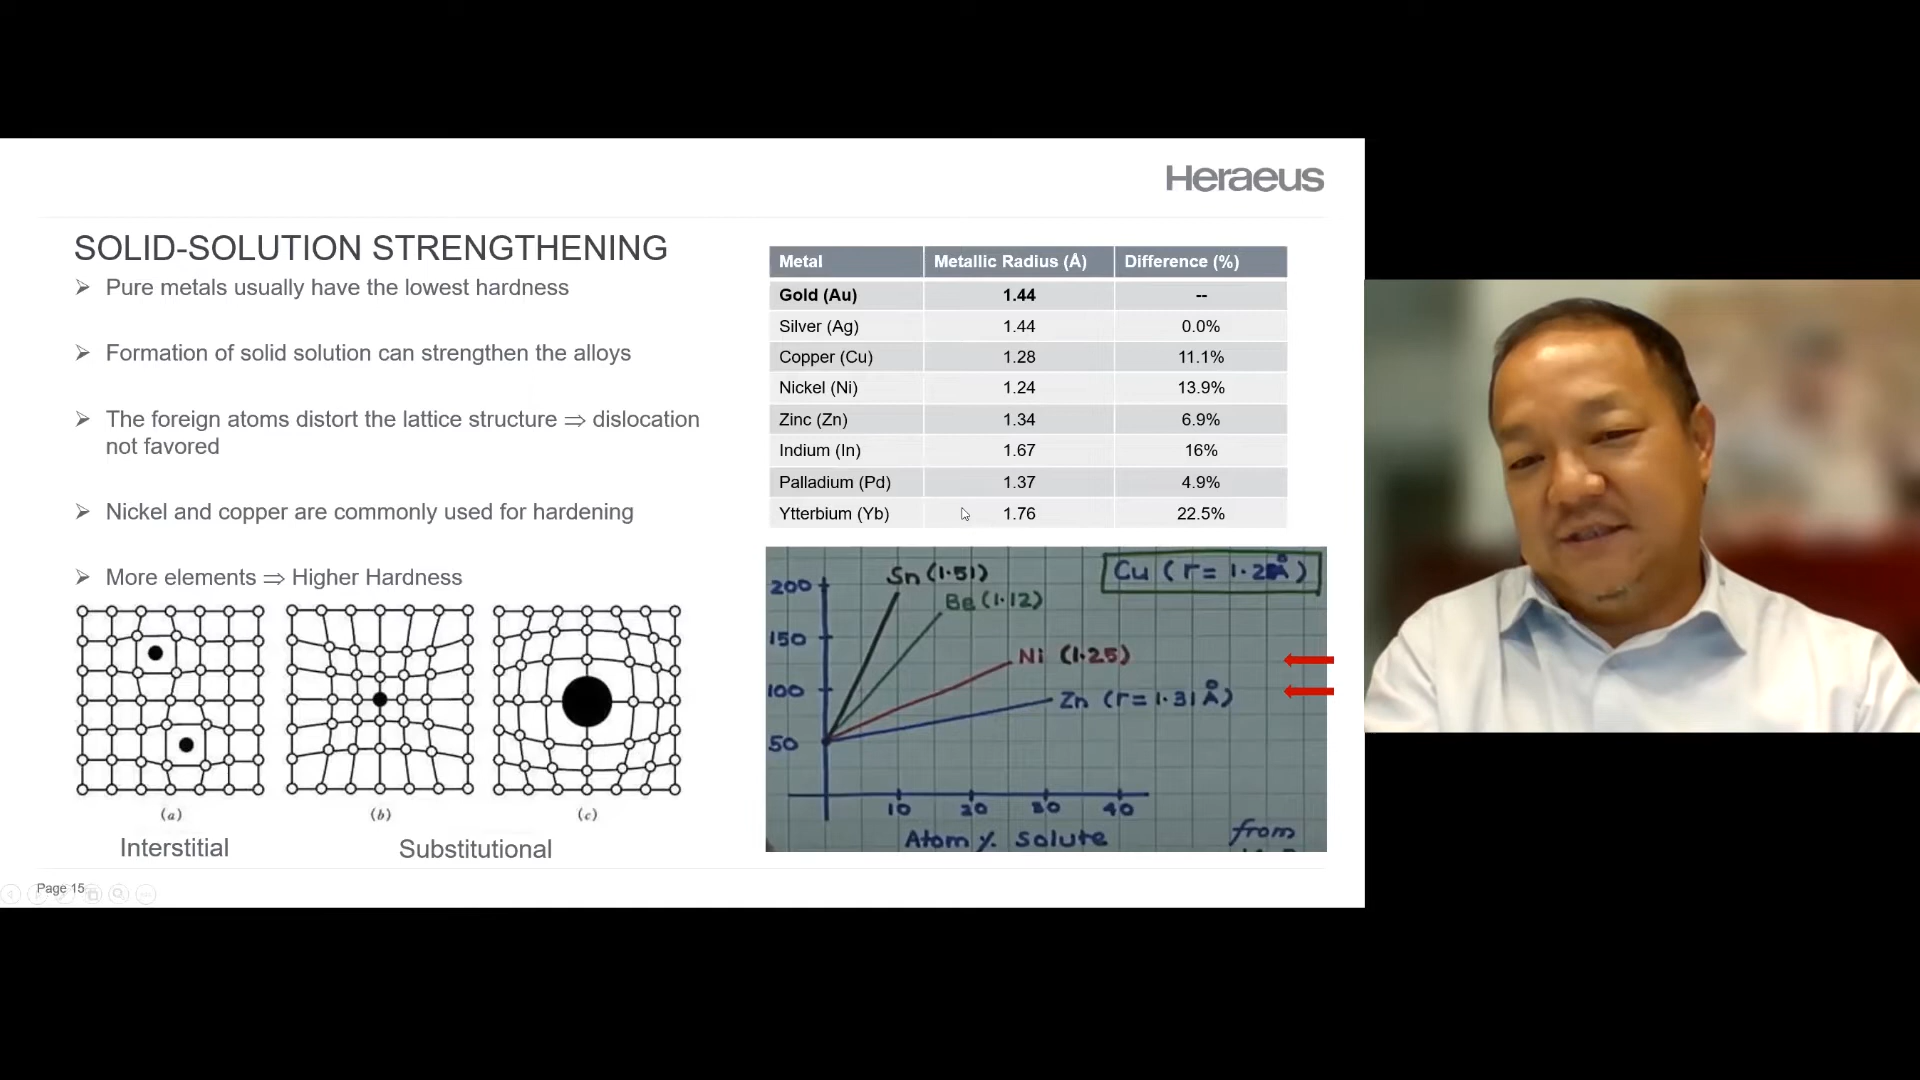 Heraeus
SOLID-SOLUTION STRENGTHENING
Pure metals usually have the lowest hardness
Formation of solid solution can strengthen the alloys
The foreign atoms distort the lattice structure ⇒ dislocation
not favored
Nickel and copper are commonly used for hardening
More elements ⇒ Higher Hardness
(a) (b) (c)
Interstitial Substitutional
Page 15
Metal Metallic Radius (Å) Difference (%)
Gold (Au) 1.44 --
Silver (Ag) 1.44 0.0%
Copper (Cu) 1.28 11.1%
Nickel (Ni) 1.24 13.9%
Zinc (Zn) 1.34 6.9%
Indium (In) 1.67 16%
Palladium (Pd) 1.37 4.9%
Ytterbium (Yb) 1.76 22.5%
Cu (r= Å)
Sn (1.51)
200
Be (1.12)
150
Ni (1.25)
100
Zn (r= 1.31 Å)
50
10 20 30 40
Atom % Solute
from